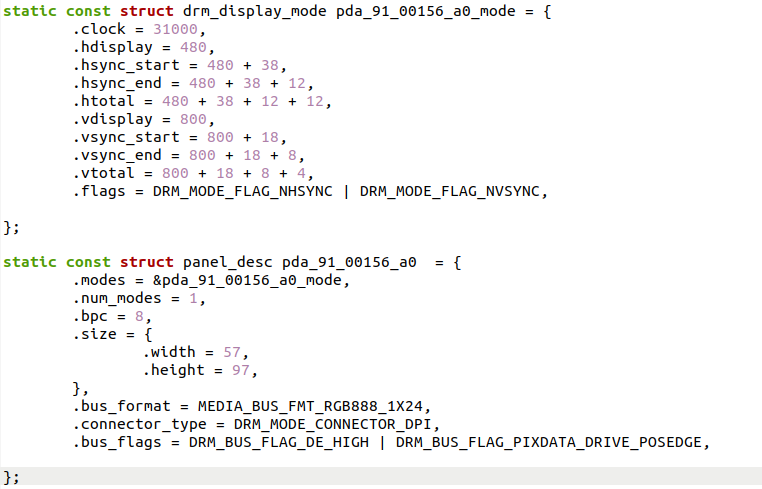 static const struct drm_display_mode pda_91_00156_a0_mode = {
        .clock = 31000,
        .hdisplay = 480,
        .hsync_start = 480 + 38,
        .hsync_end = 480 + 38 + 12,
        .htotal = 480 + 38 + 12 + 12,
        .vdisplay = 800,
        .vsync_start = 800 + 18,
        .vsync_end = 800 + 18 + 8,
        .vtotal = 800 + 18 + 8 + 4,
        .flags = DRM_MODE_FLAG_NHSYNC | DRM_MODE_FLAG_NVSYNC,

};

static const struct panel_desc pda_91_00156_a0  = {
        .modes = &pda_91_00156_a0_mode,
        .num_modes = 1,
        .bpc = 8,
        .size = {
                .width = 57,
                .height = 97,
        },
        .bus_format = MEDIA_BUS_FMT_RGB888_1X24,
        .connector_type = DRM_MODE_CONNECTOR_DPI,
        .bus_flags = DRM_BUS_FLAG_DE_HIGH | DRM_BUS_FLAG_PIXDATA_DRIVE_POSEDGE,

};